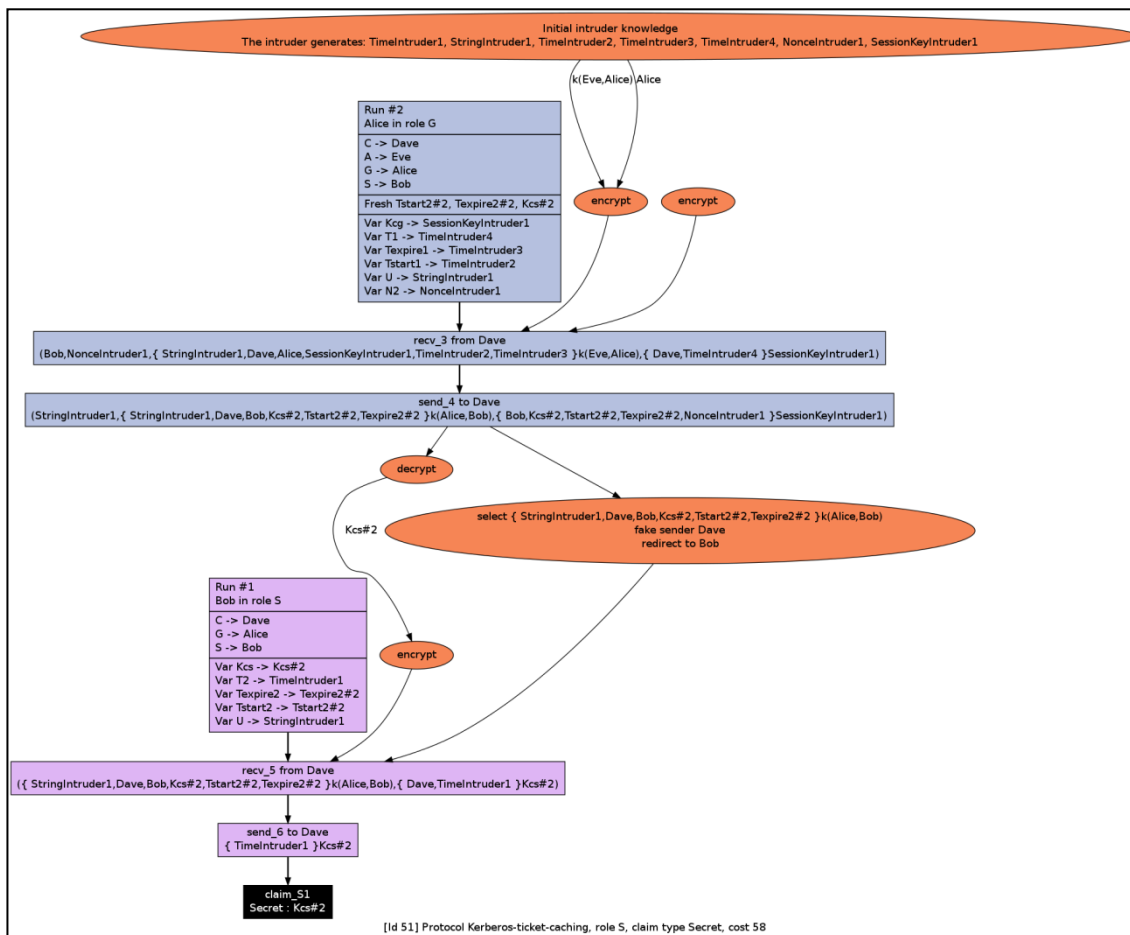 Initial intruder knowledge
The intruder generates: TimeIntruder1, StringIntruder1, TimeIntruder2, TimeIntruder3, TimeIntruder4, NonceIntruder1, SessionKeyIntruder1
k(Eve,Alice)
Alice
Run #2
Alice in role G
C -> Dave
A -> Eve
G -> Alice
S -> Bob
Fresh Tstart2#2, Texpire2#2, Kcs#2
Var Kcg -> SessionKeyIntruder1
Var T1 -> TimeIntruder4
Var Texpire1 -> TimeIntruder3
Var Tstart1 -> TimeIntruder2
Var U -> StringIntruder1
Var N2 -> NonceIntruder1
encrypt
encrypt
recv_3 from Dave
(Bob,NonceIntruder1,{ StringIntruder1,Dave,Alice,SessionKeyIntruder1,TimeIntruder2,TimeIntruder3 }k(Eve,Alice),{ Dave,TimeIntruder4 }SessionKeyIntruder1)
send_4 to Dave
(StringIntruder1,{ StringIntruder1,Dave,Bob,Kcs#2,Tstart2#2,Texpire2#2 }k(Alice,Bob),{ Bob,Kcs#2,Tstart2#2,Texpire2#2,NonceIntruder1 }SessionKeyIntruder1)
decrypt
select { StringIntruder1,Dave,Bob,Kcs#2,Tstart2#2,Texpire2#2 }k(Alice,Bob)
fake sender Dave
redirect to Bob
Kcs#2
Run #1
Bob in role S
C -> Dave
G -> Alice
S -> Bob
Var Kcs -> Kcs#2
Var T2 -> TimeIntruder1
Var Texpire2 -> Texpire2#2
Var Tstart2 -> Tstart2#2
Var U -> StringIntruder1
encrypt
recv_5 from Dave
({ StringIntruder1,Dave,Bob,Kcs#2,Tstart2#2,Texpire2#2 }k(Alice,Bob),{ Dave,TimeIntruder1 }Kcs#2)
send_6 to Dave
{ TimeIntruder1 }Kcs#2
claim_S1
Secret : Kcs#2
[Id 51] Protocol Kerberos-ticket-caching, role S, claim type Secret, cost 58